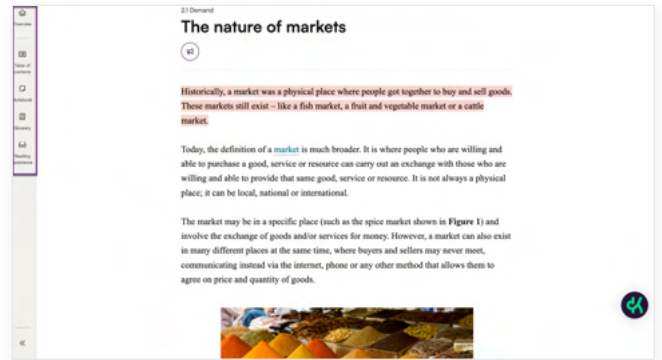 2.1 Demand
The nature of markets
Overview
Table of
contents
Notebook
Glossary
Reading
assistance
Historically, a market was a physical place where people got together to buy and sell goods.
These markets still exist – like a fish market, a fruit and vegetable market or a cattle
market.
Today, the definition of a market is much broader. It is where people who are willing and
able to purchase a good, service or resource can carry out an exchange with those who are
willing and able to provide that same good, service or resource. It is not always a physical
place; it can be local, national or international.
The market may be in a specific place (such as the spice market shown in Figure 1) and
involve the exchange of goods and/or services for money. However, a market can also exist
in many different places at the same time, where buyers and sellers may never meet,
communicating instead via the internet, phone or any other method that allows them to
agree on price and quantity of goods.